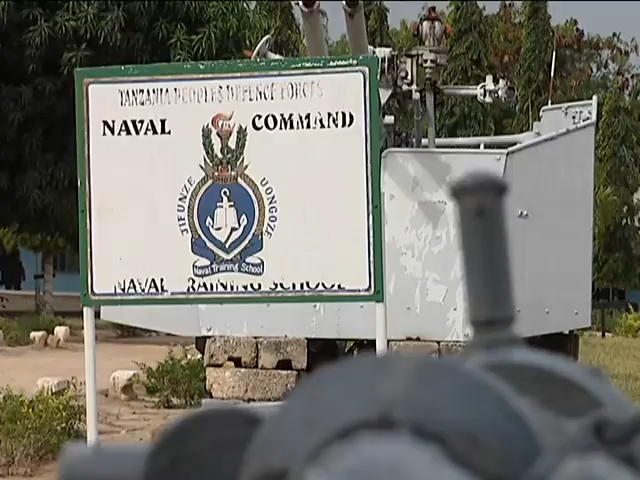 TANZANIA PEOPLES DEFENCE FORCES
NAVAL COMMAND
JIFUNZE UONGOZE
Naval Training School
NAVAL RAINING SCHOOL